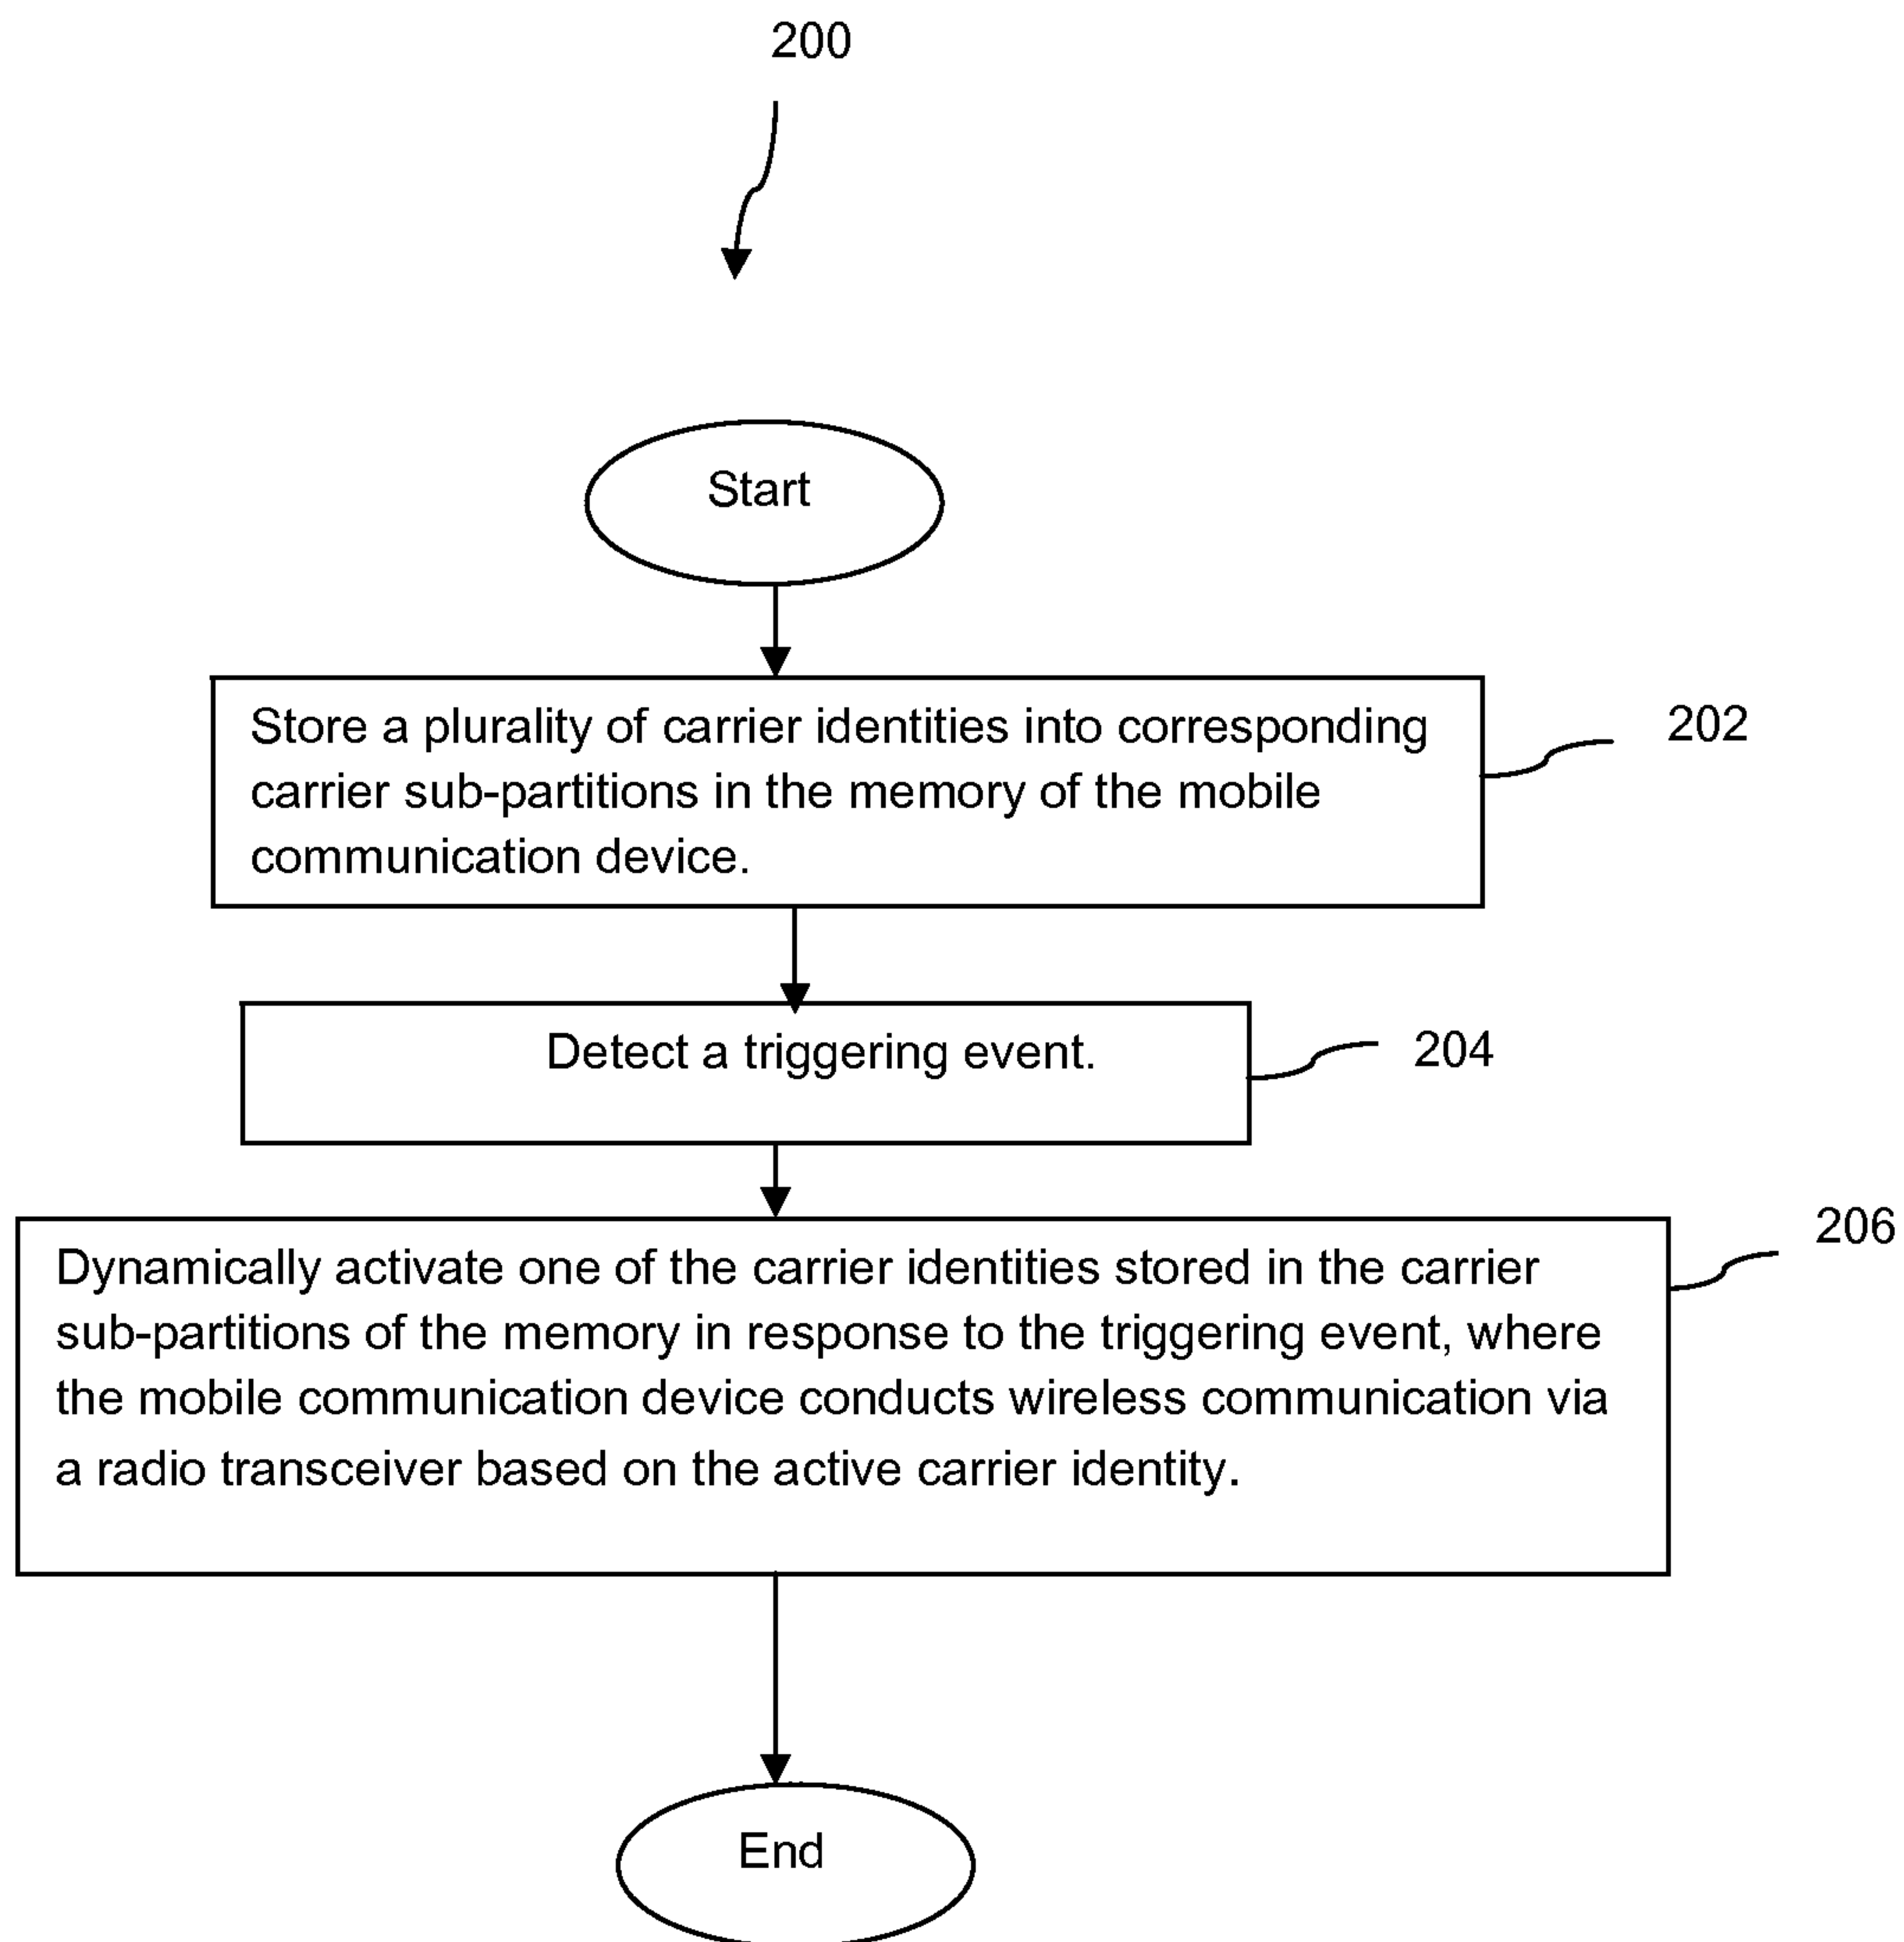 200
Start
Store a plurality of carrier identities into corresponding
carrier sub-partitions in the memory of the mobile
communication device.
202
Detect a triggering event.
204
206
Dynamically activate one of the carrier identities stored in the carrier
sub-partitions of the memory in response to the triggering event, where
the mobile communication device conducts wireless communication via
a radio transceiver based on the active carrier identity.
End